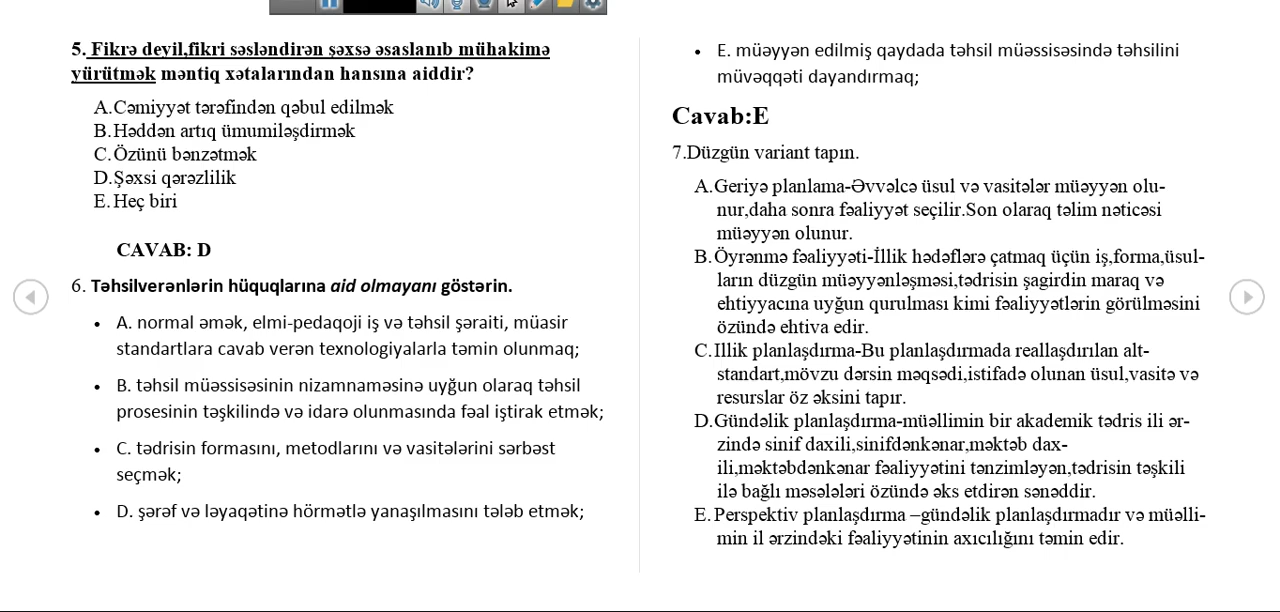 5. Fikrə deyil,fikri səsləndirən şəxsə əsaslanıb mühakimə
yürütmək məntiq xətalarından hansına aiddir?
A.Cəmiyyət tərəfindən qəbul edilmək
B.Həddən artıq ümumiləşdirmək
C.Özünü bənzətmək
D.Şəxsi qərəzlilik
E.Heç biri
CAVAB: D
6. Təhsilverənlərin hüquqlarına aid olmayanı göstərin.
• A. normal əmək, elmi-pedaqoji iş və təhsil şəraiti, müasir
standartlara cavab verən texnologiyalarla təmin olunmaq;
• B. təhsil müəssisəsinin nizamnaməsinə uyğun olaraq təhsil
prosesinin təşkilində və idarə olunmasında fəal iştirak etmək;
• C. tədrisin formasını, metodlarını və vasitələrini sərbəst
seçmək;
• D. şərəf və ləyaqətinə hörmətlə yanaşılmasını tələb etmək;
• E. müəyyən edilmiş qaydada təhsil müəssisəsində təhsilini
müvəqqəti dayandırmaq;
Cavab:E
7.Düzgün variant tapın.
A.Geriyə planlama-Əvvəlcə üsul və vasitələr müəyyən olu-
nur,daha sonra fəaliyyət seçilir.Son olaraq təlim nəticəsi
müəyyən olunur.
B.Öyrənmə fəaliyyəti-İllik hədəflərə çatmaq üçün iş,forma,üsul-
ların düzgün müəyyənləşməsi,tədrisin şagirdin maraq və
ehtiyyacına uyğun qurulması kimi fəaliyyətlərin görülməsini
özündə ehtiva edir.
C.Illik planlaşdırma-Bu planlaşdırmada reallaşdırılan alt-
standart,mövzu dərsin məqsədi,istifadə olunan üsul,vasitə və
resurslar öz əksini tapır.
D.Gündəlik planlaşdırma-müəllimin bir akademik tədris ili ər-
zində sinif daxili,sinifdənkənar,məktəb dax-
ili,məktəbdənkənar fəaliyyətini tənzimləyən,tədrisin təşkili
ilə bağlı məsələləri özündə əks etdirən sənəddir.
E.Perspektiv planlaşdırma –gündəlik planlaşdırmadır və müəlli-
min il ərzindəki fəaliyyətinin axıcılığını təmin edir.